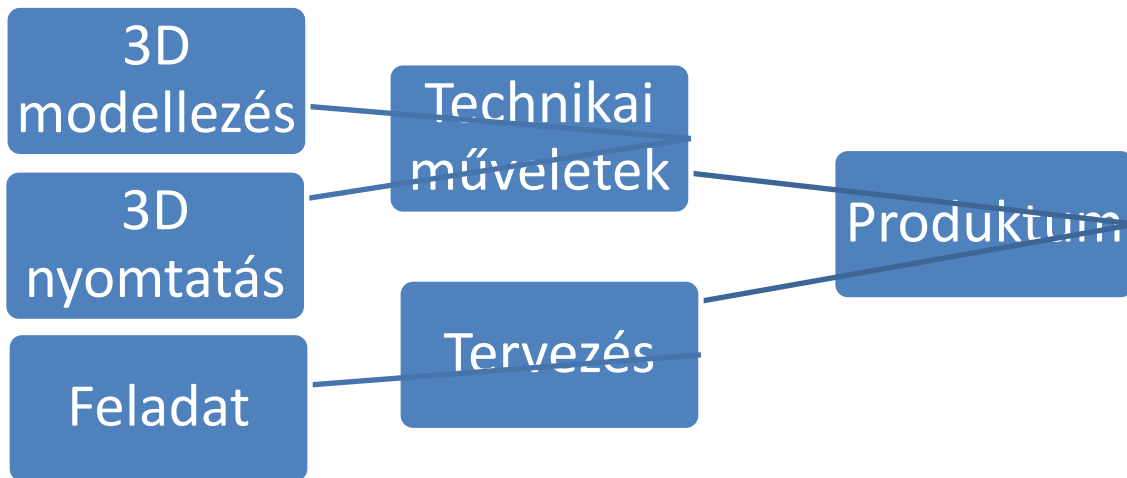 3D
modellezés
3D
nyomtatás
Feladat
Technikai
műveletek
Tervezés
Produktum